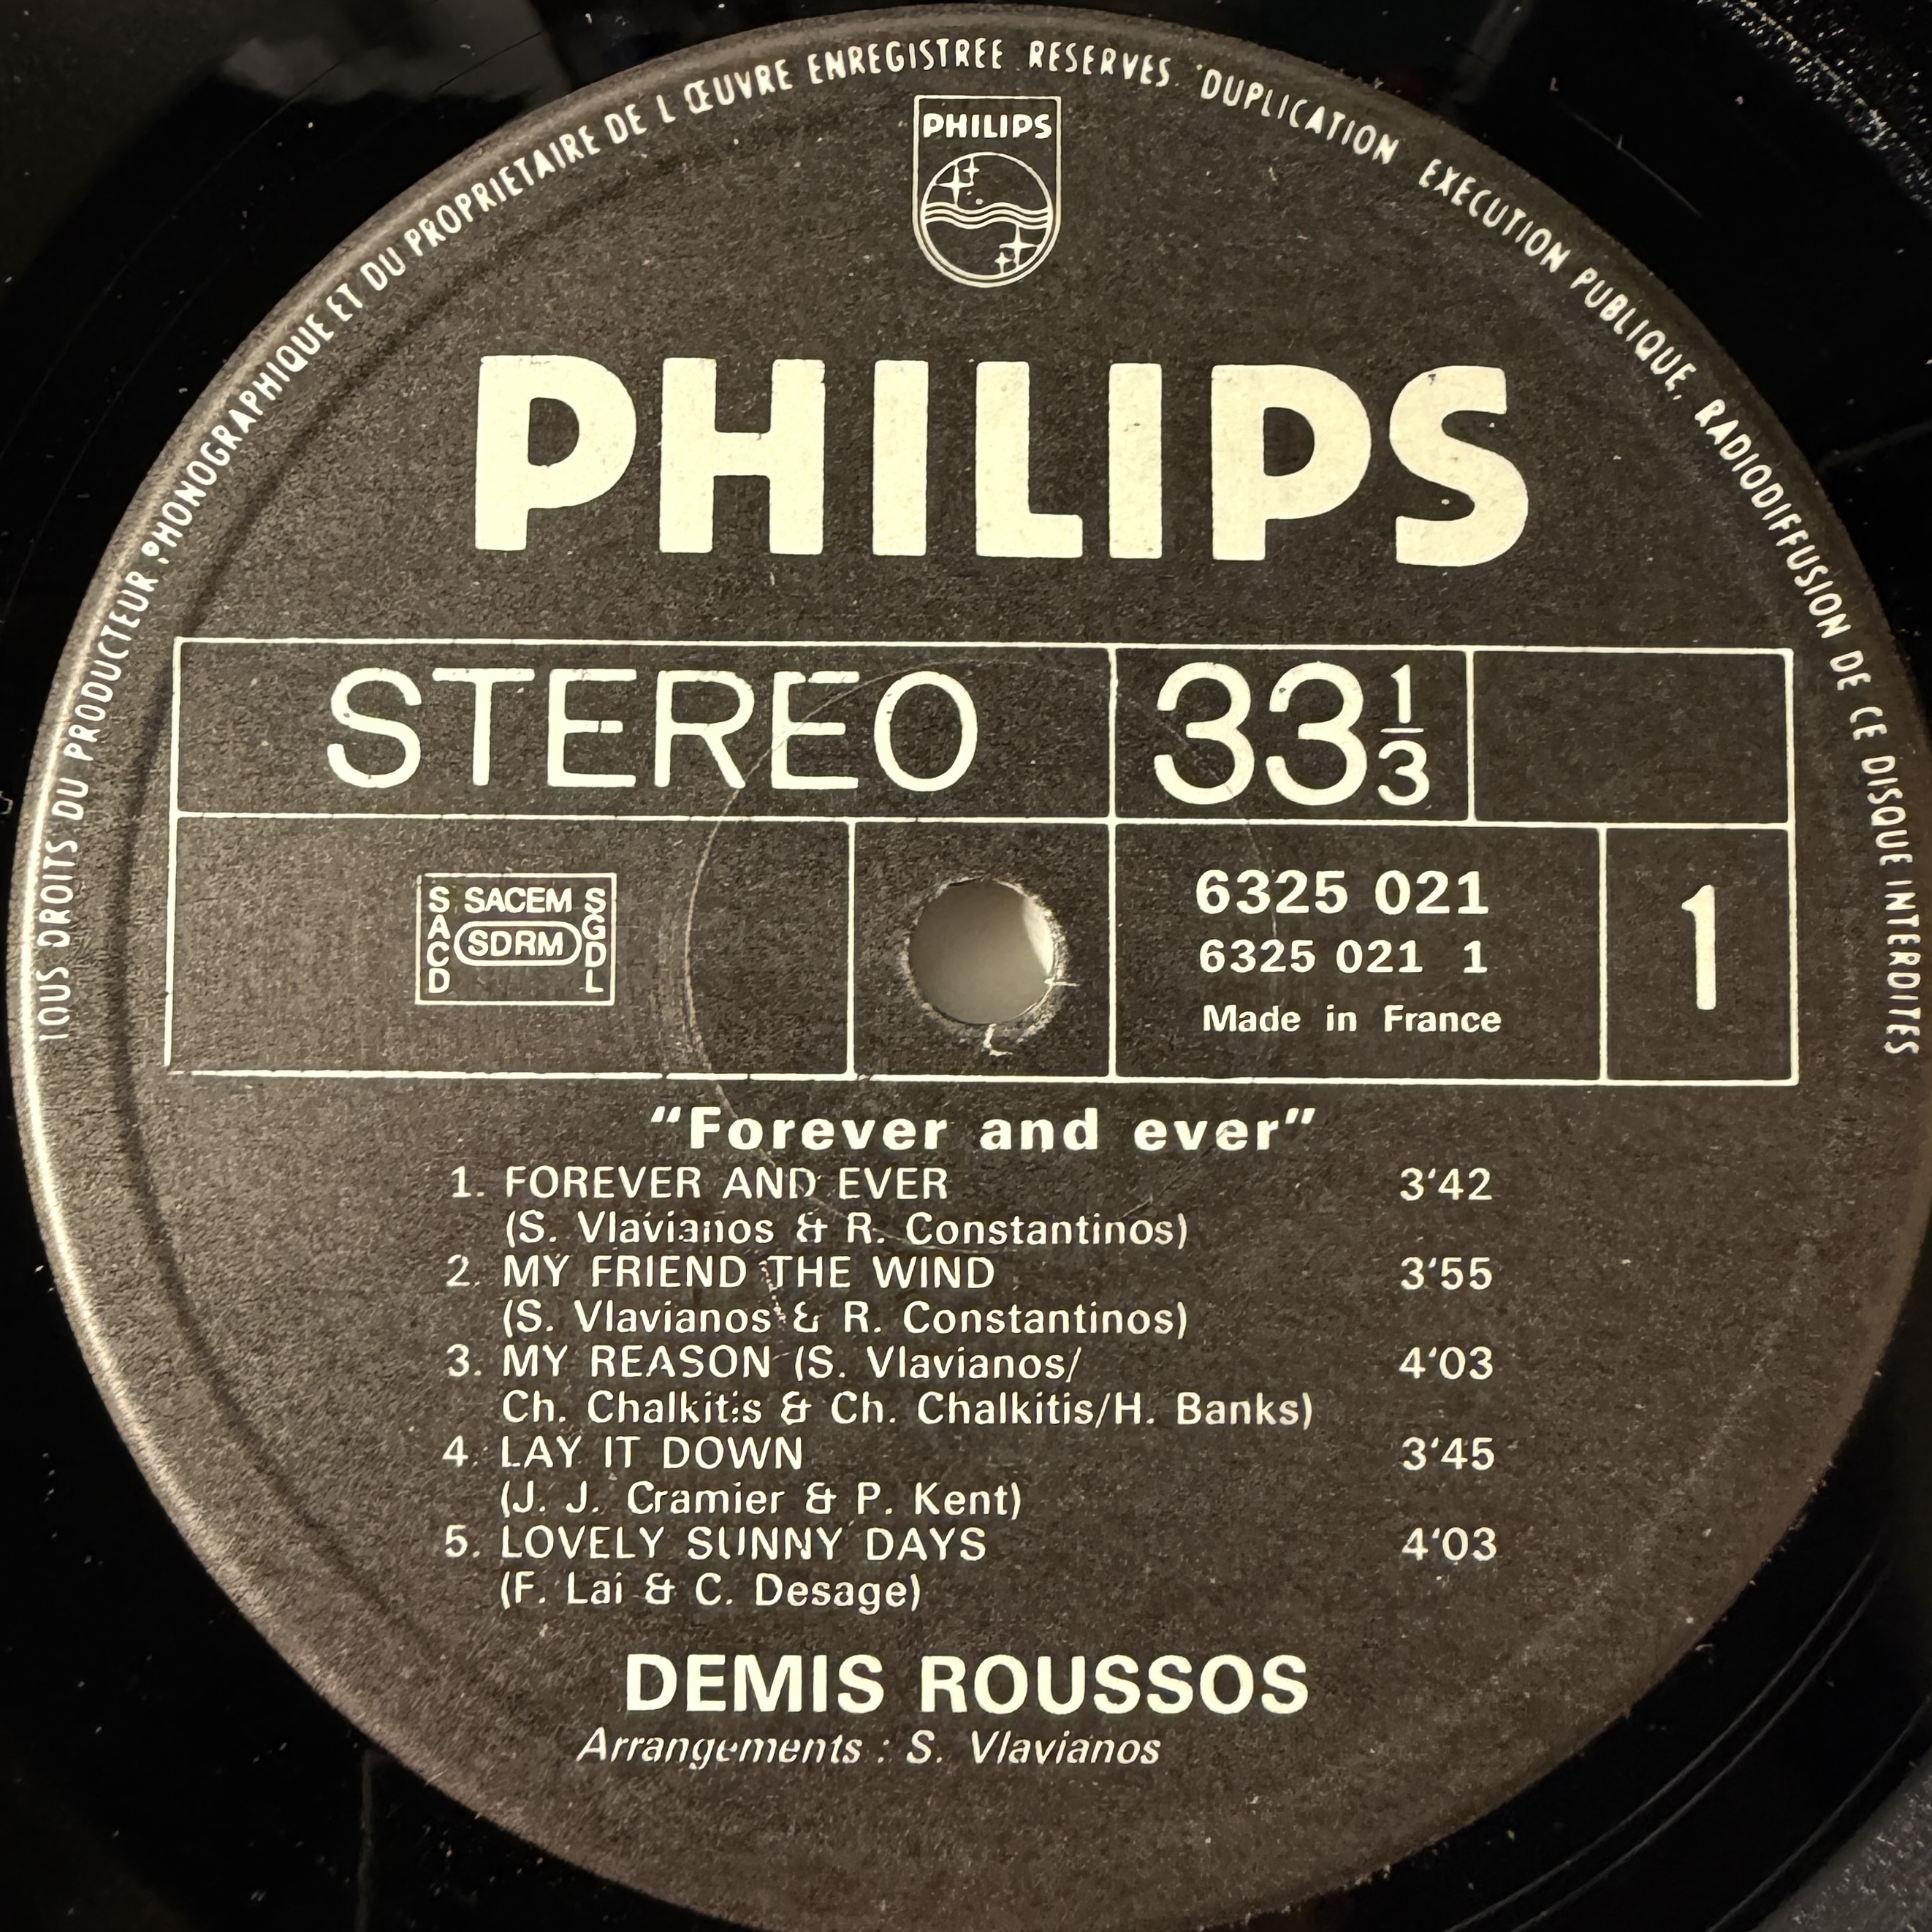 TOUS DROITS DU PRODUCTEUR PHONOGRAPHIQUE ET DU PROPRIETAIRE DE L ŒUVRE ENREGISTREE RESERVES. DUPLICATION EXECUTION PUBLIQUE, RADIODIFFUSION DE CE DISQUE INTERDITES
PHILIPS
PHILIPS
STEREO 33 1/3
SACEM
SACD
SDRM
SGDL
6325 021
6325 021 1
Made in France
1
“Forever and ever”
1. FOREVER AND EVER 3'42
(S. Vlavianos & R. Constantinos)
2. MY FRIEND THE WIND 3'55
(S. Vlavianos & R. Constantinos)
3. MY REASON (S. Vlavianos/ 4'03
Ch. Chalkitis & Ch. Chalkitis/H. Banks)
4. LAY IT DOWN 3'45
(J. J. Cramier & P. Kent)
5. LOVELY SUNNY DAYS 4'03
(F. Lai & C. Desage)
DEMIS ROUSSOS
Arrangements : S. Vlavianos